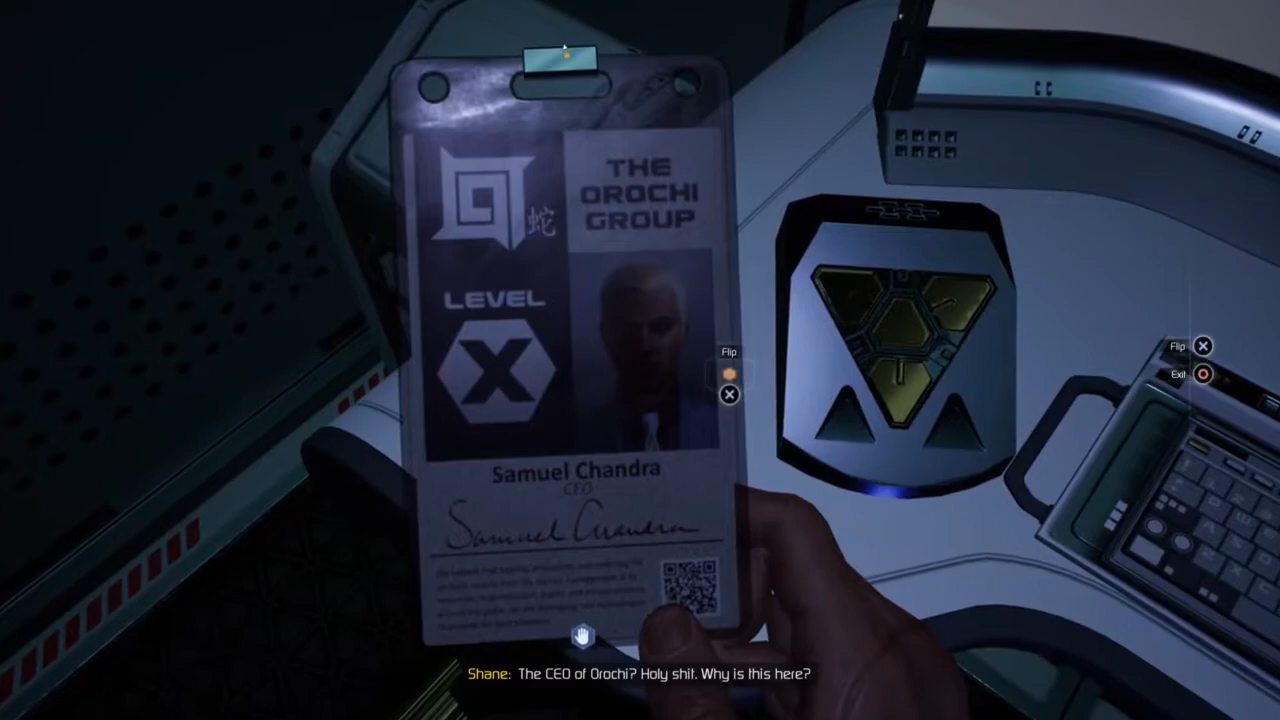 THE
OROCHI
GROUP
蛇
LEVEL
X
Flip
Flip
Exit
Samuel Chandra
CEO
Samuel Chandra
Shane: The CEO of Orochi? Holy shit. Why is this here?